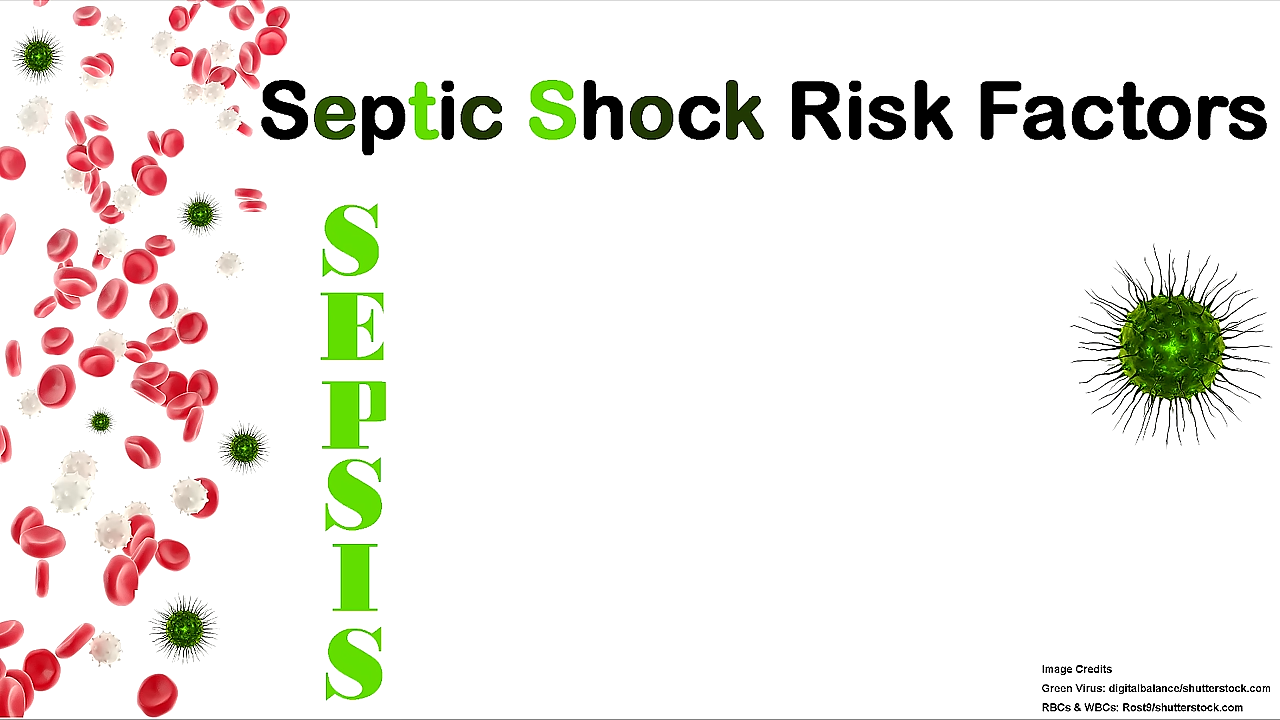 Septic Shock Risk Factors
S
E
P
S
I
S
Image Credits
Green Virus: digitalbalance/shutterstock.com
RBCs & WBCs: Rost9/shutterstock.com